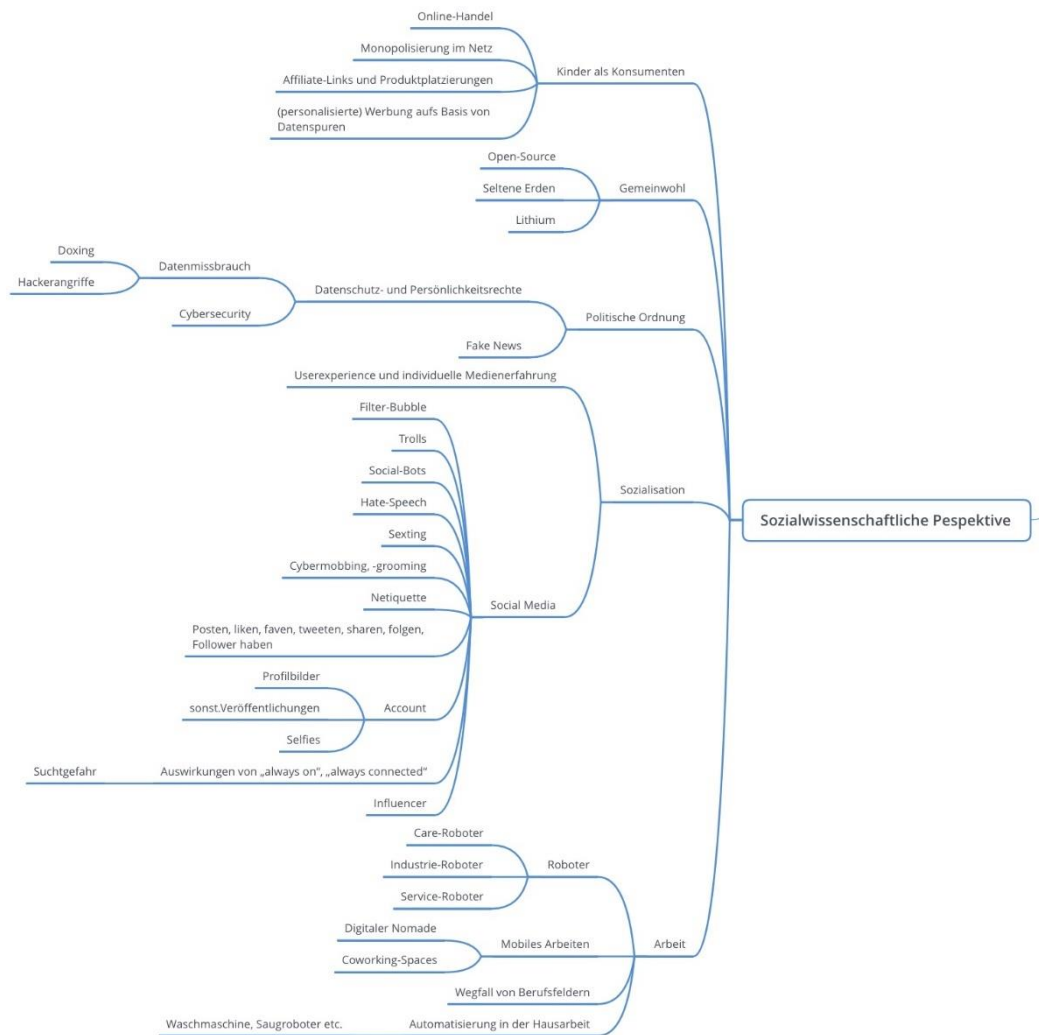 Online-Handel
Monopolisierung im Netz
Affiliate-Links und Produktplatzierungen
(personalisierte) Werbung aufs Basis von
Datenspuren
Kinder als Konsumenten
Open-Source
Seltene Erden
Lithium
Gemeinwohl
Doxing
Hackerangriffe
Datenmissbrauch
Cybersecurity
Datenschutz- und Persönlichkeitsrechte
Fake News
Politische Ordnung
Userexperience und individuelle Medienerfahrung
Filter-Bubble
Trolls
Social-Bots
Hate-Speech
Sexting
Cybermobbing, -grooming
Netiquette
Posten, liken, faven, tweeten, sharen, folgen,
Follower haben
Profilbilder
sonst.Veröffentlichungen
Selfies
Account
Suchtgefahr
Auswirkungen von „always on“, „always connected“
Influencer
Social Media
Sozialisation
Sozialwissenschaftliche Pespektive
Care-Roboter
Industrie-Roboter
Service-Roboter
Roboter
Digitaler Nomade
Coworking-Spaces
Mobiles Arbeiten
Wegfall von Berufsfeldern
Waschmaschine, Saugroboter etc.
Automatisierung in der Hausarbeit
Arbeit